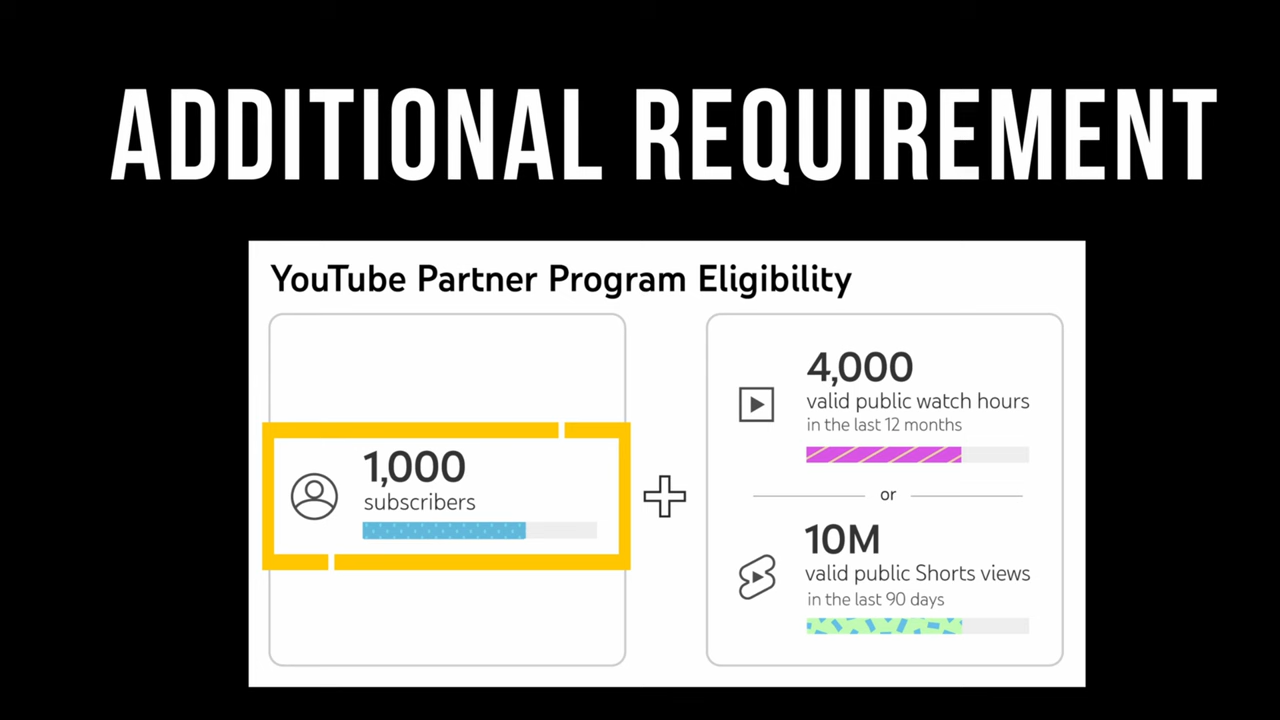 ADDITIONAL REQUIREMENT
YouTube Partner Program Eligibility
1,000
subscribers
4,000
valid public watch hours
in the last 12 months
or
10M
valid public Shorts views
in the last 90 days